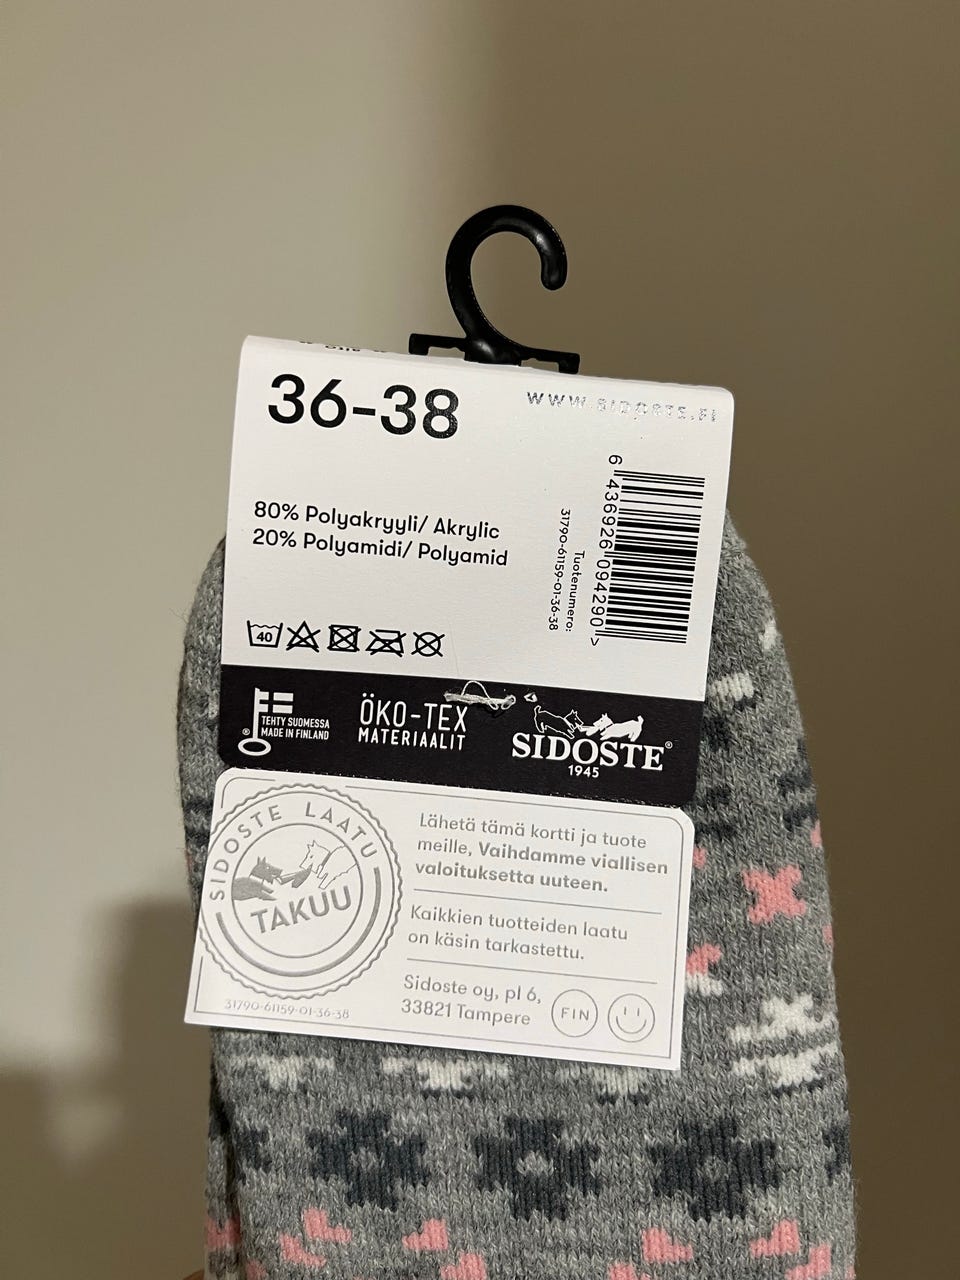 36-38
WWW.SIDOSTE.FI
80% Polyakryyli/ Akrylic
20% Polyamidi/ Polyamid
Tuotenumero:
31790-61159-01-36-38
6 436926 094290 >
40
® TEHTY SUOMESSA
MADE IN FINLAND
ÖKO-TEX
MATERIAALIT
SIDOSTE®
1945
SIDOSTE LAATU
TAKUU
31790-61159-01-36-38
Lähetä tämä kortti ja tuote
meille, Vaihdamme viallisen
valoituksetta uuteen.
Kaikkien tuotteiden laatu
on käsin tarkastettu.
Sidoste oy, pl 6,
33821 Tampere
FIN